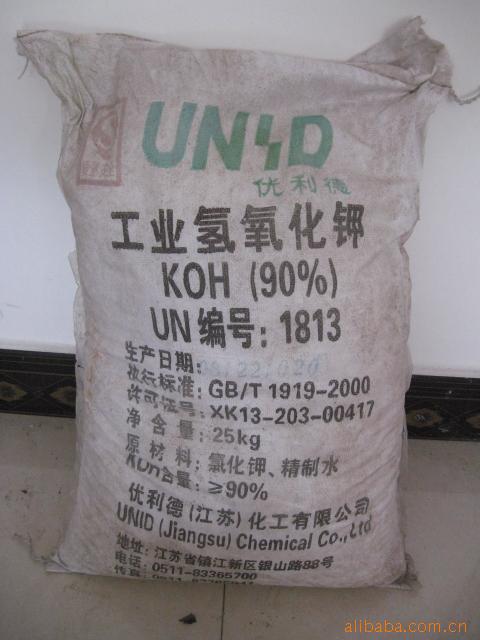 UNID
优利德
工业氢氧化钾
KOH (90%)
UN 编号: 1813
生产日期:
执行标准: GB/T 1919-2000
许可证号: XK13-203-00417
净含量: 25kg
原材料: 氯化钾、精制水
KOH含量: ≥90%
优利德(江苏)化工有限公司
UNID (Jiangsu) Chemical Co., Ltd
地址: 江苏省镇江新区银山路88号
电话: 0511-83365700
传真:
alibaba.com.cn